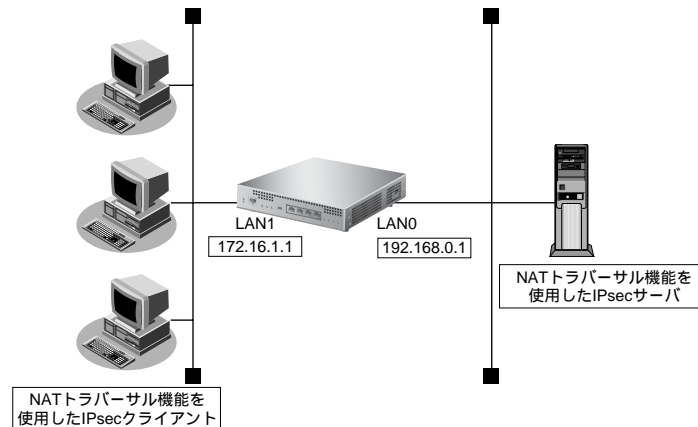 LAN1
172.16.1.1
LAN0
192.168.0.1
NATトラバーサル機能を
使用したIPsecサーバ
NATトラバーサル機能を
使用したIPsecクライアント